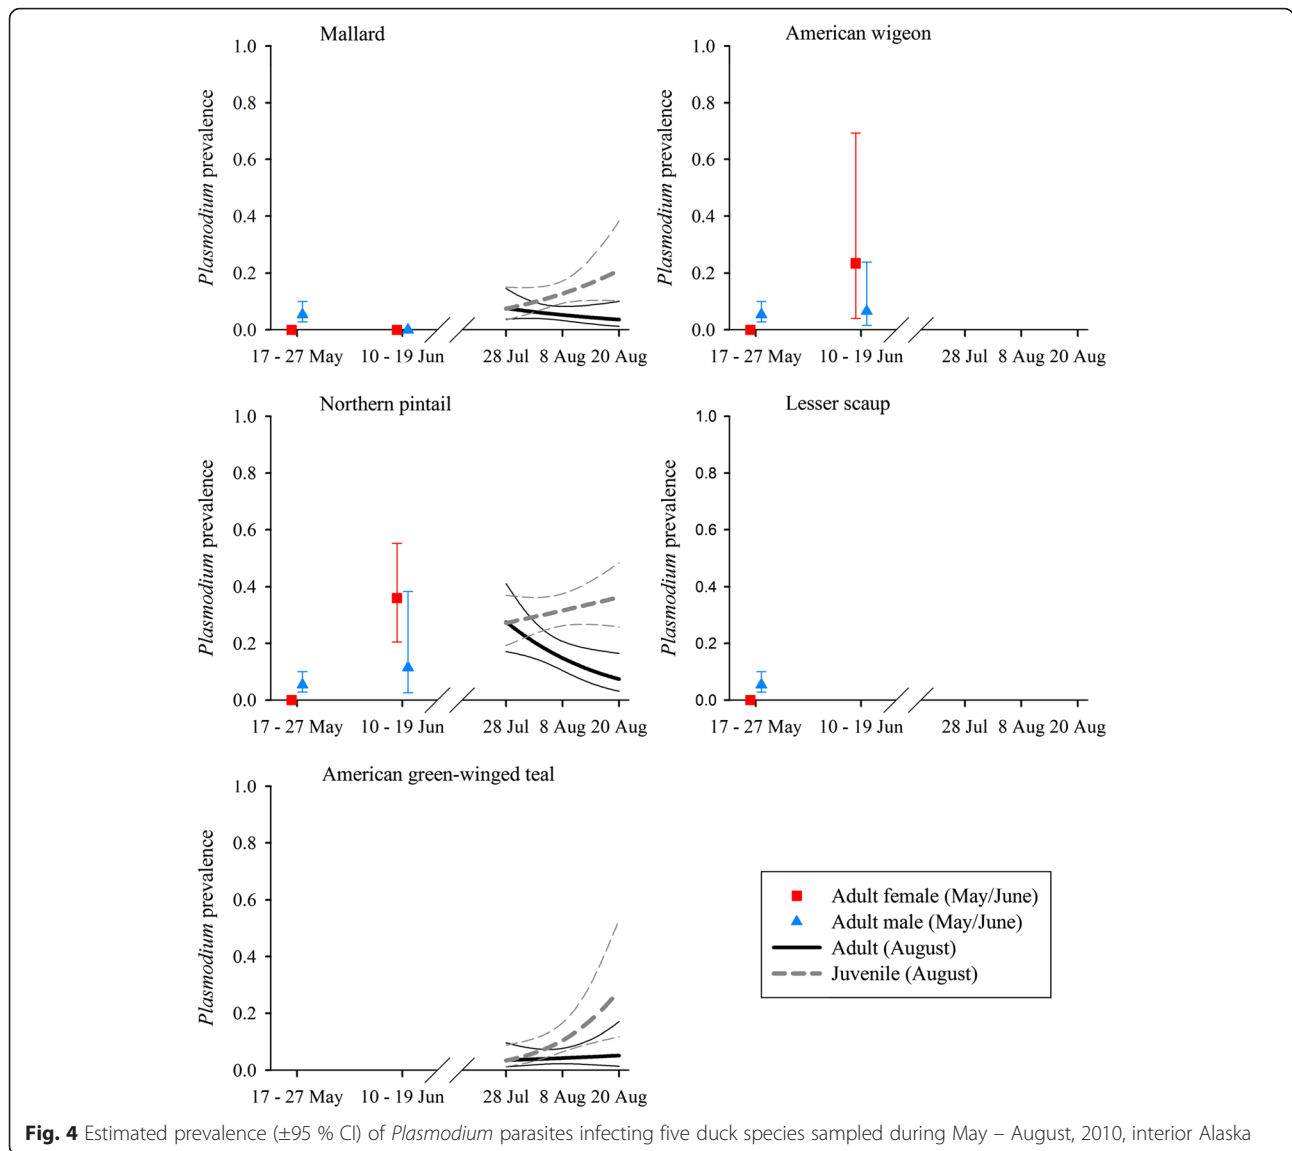 Mallard
1.0
0.8
0.6
0.4
0.2
0.0
Plasmodium prevalence
17 - 27 May 10 - 19 Jun 28 Jul 8 Aug 20 Aug
American wigeon
1.0
0.8
0.6
0.4
0.2
0.0
Plasmodium prevalence
17 - 27 May 10 - 19 Jun 28 Jul 8 Aug 20 Aug
Northern pintail
1.0
0.8
0.6
0.4
0.2
0.0
Plasmodium prevalence
17 - 27 May 10 - 19 Jun 28 Jul 8 Aug 20 Aug
Lesser scaup
1.0
0.8
0.6
0.4
0.2
0.0
Plasmodium prevalence
17 - 27 May 10 - 19 Jun 28 Jul 8 Aug 20 Aug
American green-winged teal
1.0
0.8
0.6
0.4
0.2
0.0
Plasmodium prevalence
17 - 27 May 10 - 19 Jun 28 Jul 8 Aug 20 Aug
Adult female (May/June)
Adult male (May/June)
Adult (August)
Juvenile (August)
Fig. 4 Estimated prevalence (±95 % CI) of Plasmodium parasites infecting five duck species sampled during May – August, 2010, interior Alaska